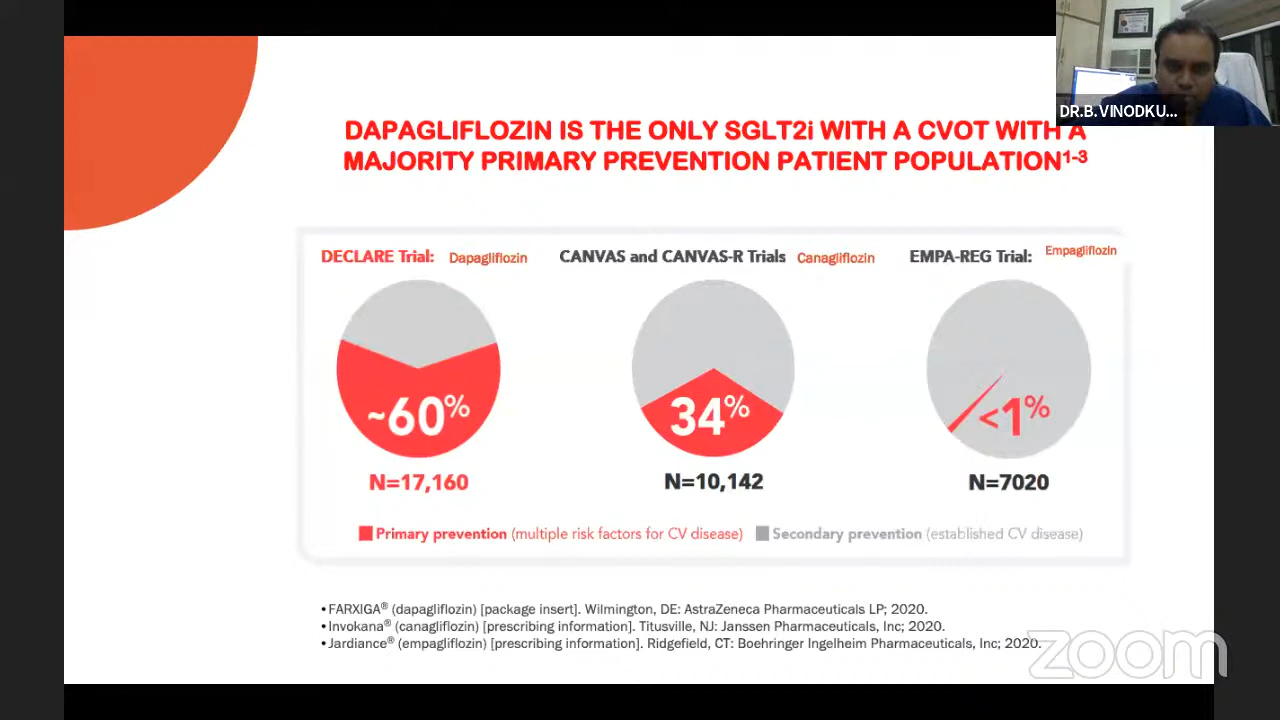 DR.B.VINODKU...
DAPAGLIFLOZIN IS THE ONLY SGLT2i WITH A CVOT WITH A
MAJORITY PRIMARY PREVENTION PATIENT POPULATION1-3
DECLARE Trial: Dapagliflozin
CANVAS and CANVAS-R Trials Canagliflozin
EMPA-REG Trial: Empagliflozin
~60%
34%
<1%
N=17,160
N=10,142
N=7020
Primary prevention (multiple risk factors for CV disease)
Secondary prevention (established CV disease)
•FARXIGA® (dapagliflozin) [package insert]. Wilmington, DE: AstraZeneca Pharmaceuticals LP; 2020.
•Invokana® (canagliflozin) [prescribing information]. Titusville, NJ: Janssen Pharmaceuticals, Inc; 2020.
•Jardiance® (empagliflozin) [prescribing information]. Ridgefield, CT: Boehringer Ingelheim Pharmaceuticals, Inc; 2020.
zoom